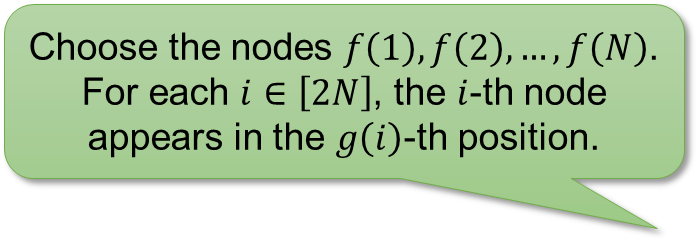 Choose the nodes 𝑓(1), 𝑓(2), … , 𝑓(𝑁).
For each 𝑖 ∈ [2𝑁], the 𝑖-th node
appears in the 𝑔(𝑖)-th position.